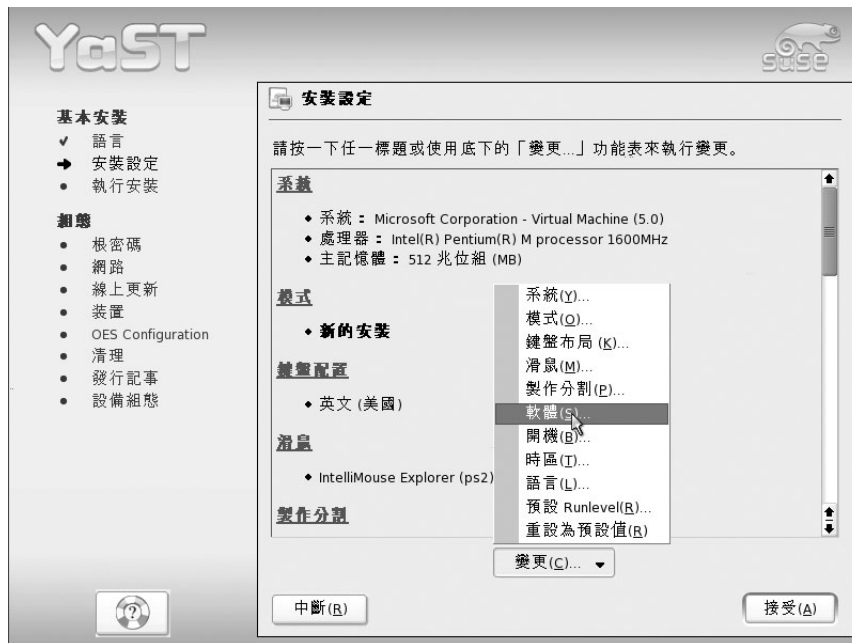 YaST
SUSE
基本安裝
語言
安裝設定
執行安裝
組態
根密碼
網路
線上更新
裝置
OES Configuration
清理
發行記事
設備組態
安裝設定
請按一下任一標題或使用底下的「變更...」功能表來執行變更。
系統
系統： Microsoft Corporation - Virtual Machine (5.0)
處理器： Intel(R) Pentium(R) M processor 1600MHz
主記憶體： 512 兆位組 (MB)
模式
新的安裝
鍵盤配置
英文 (美國)
滑鼠
IntelliMouse Explorer (ps2)
製作分割
系統(Y)...
模式(O)...
鍵盤布局 (K)...
滑鼠(M)...
製作分割(P)...
軟體(S)...
開機(B)...
時區(T)...
語言(L)...
預設 Runlevel(R)...
重設為預設值(R)
變更(C)...
中斷(R)
接受(A)